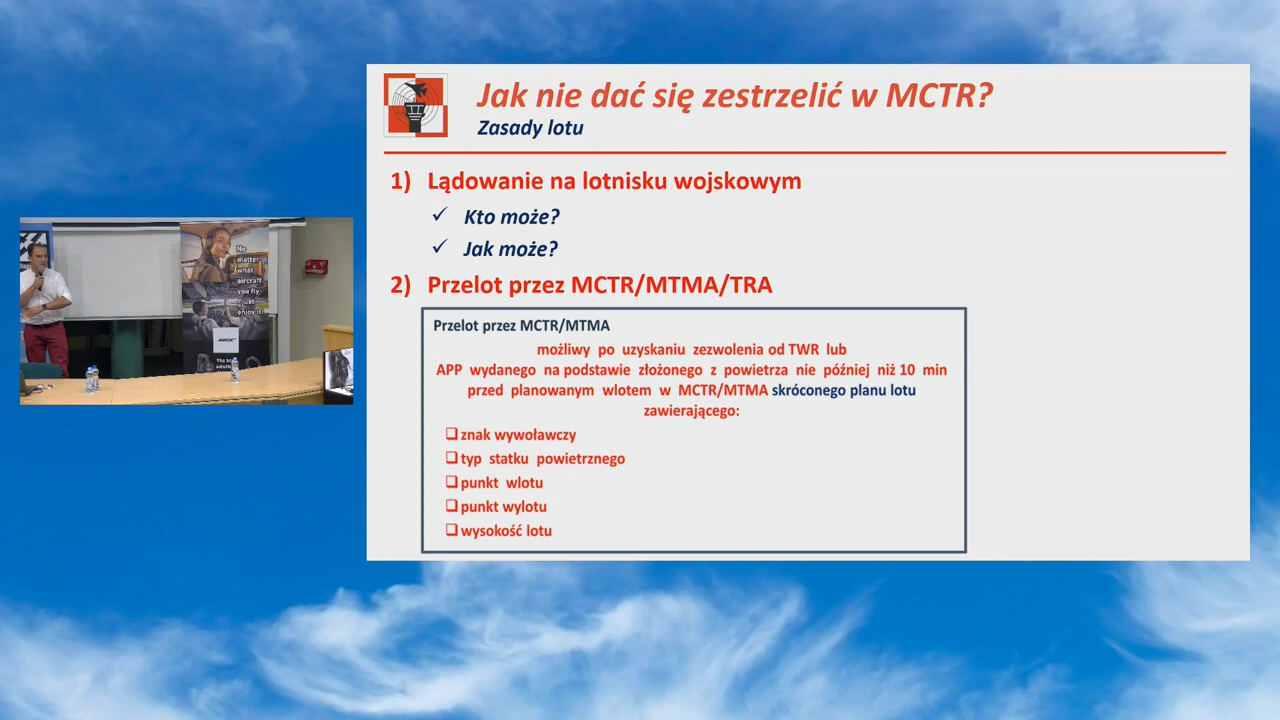 Jak nie dać się zestrzelić w MCTR?
Zasady lotu
1) Lądowanie na lotnisku wojskowym
✓ Kto może?
✓ Jak może?
2) Przelot przez MCTR/MTMA/TRA
Przelot przez MCTR/MTMA
możliwy po uzyskaniu zezwolenia od TWR lub
APP wydanego na podstawie złożonego z powietrza nie później niż 10 min
przed planowanym wlotem w MCTR/MTMA skróconego planu lotu
zawierającego:
❑ znak wywoławczy
❑ typ statku powietrznego
❑ punkt wlotu
❑ punkt wylotu
❑ wysokość lotu
No
matter
what
aircraft
you fly
just
enjoy it!
BOSE